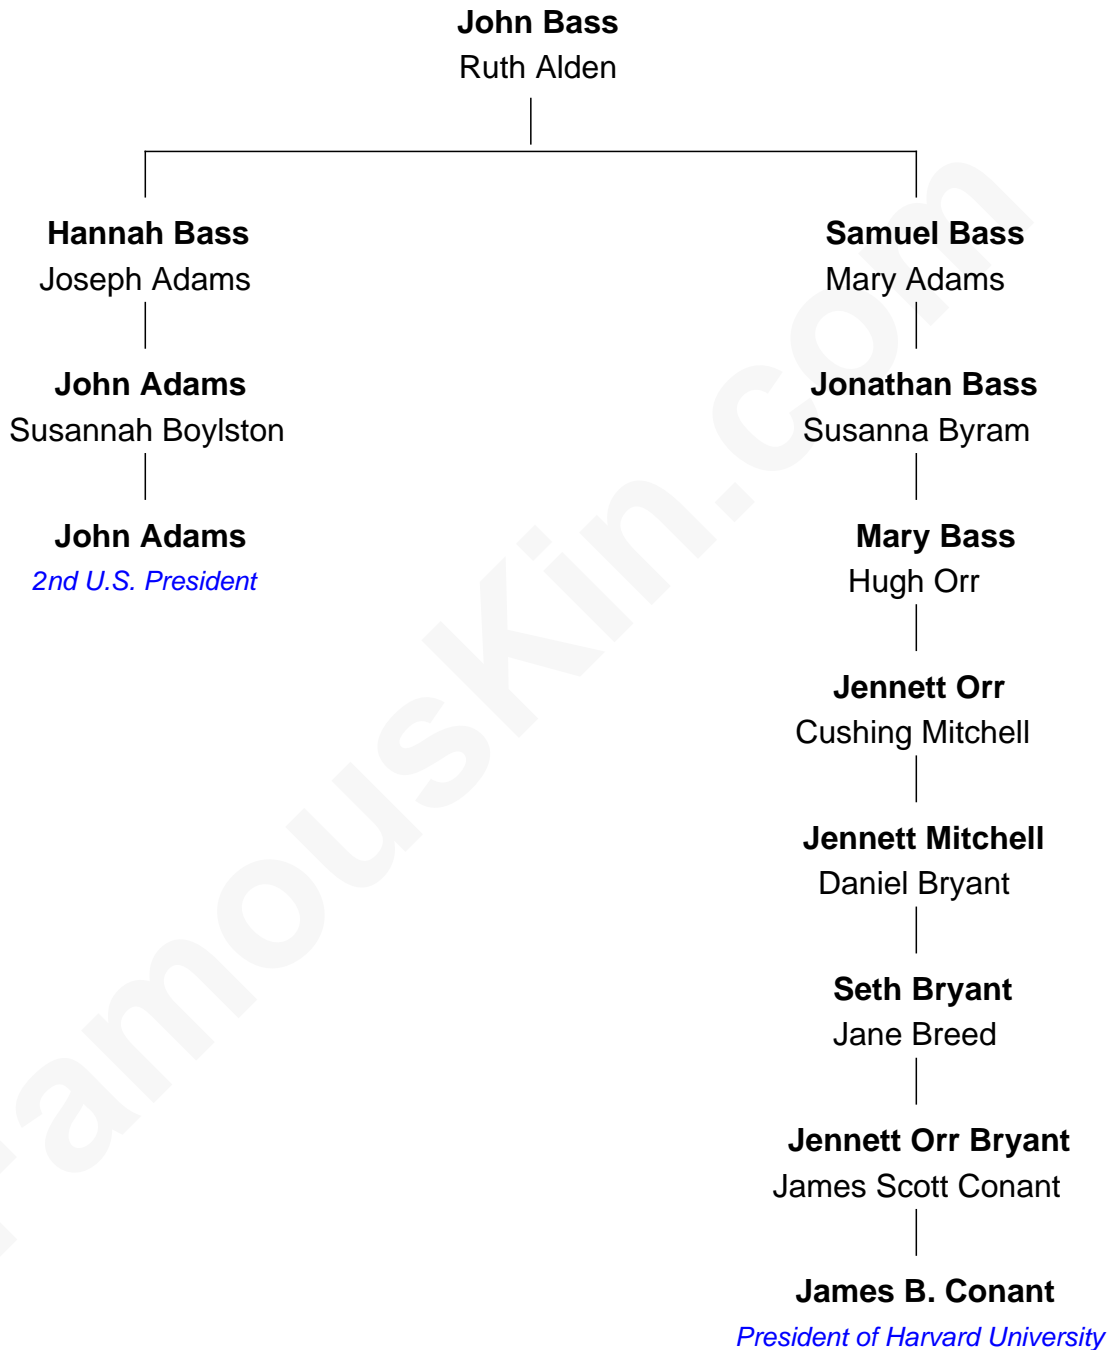 John Bass
Ruth Alden
Hannah Bass
Joseph Adams
Samuel Bass
Mary Adams
John Adams
Susannah Boylston
Jonathan Bass
Susanna Byram
John Adams
2nd U.S. President
Mary Bass
Hugh Orr
Jennett Orr
Cushing Mitchell
Jennett Mitchell
Daniel Bryant
Seth Bryant
Jane Breed
Jennett Orr Bryant
James Scott Conant
James B. Conant
President of Harvard University
FamousKin.com